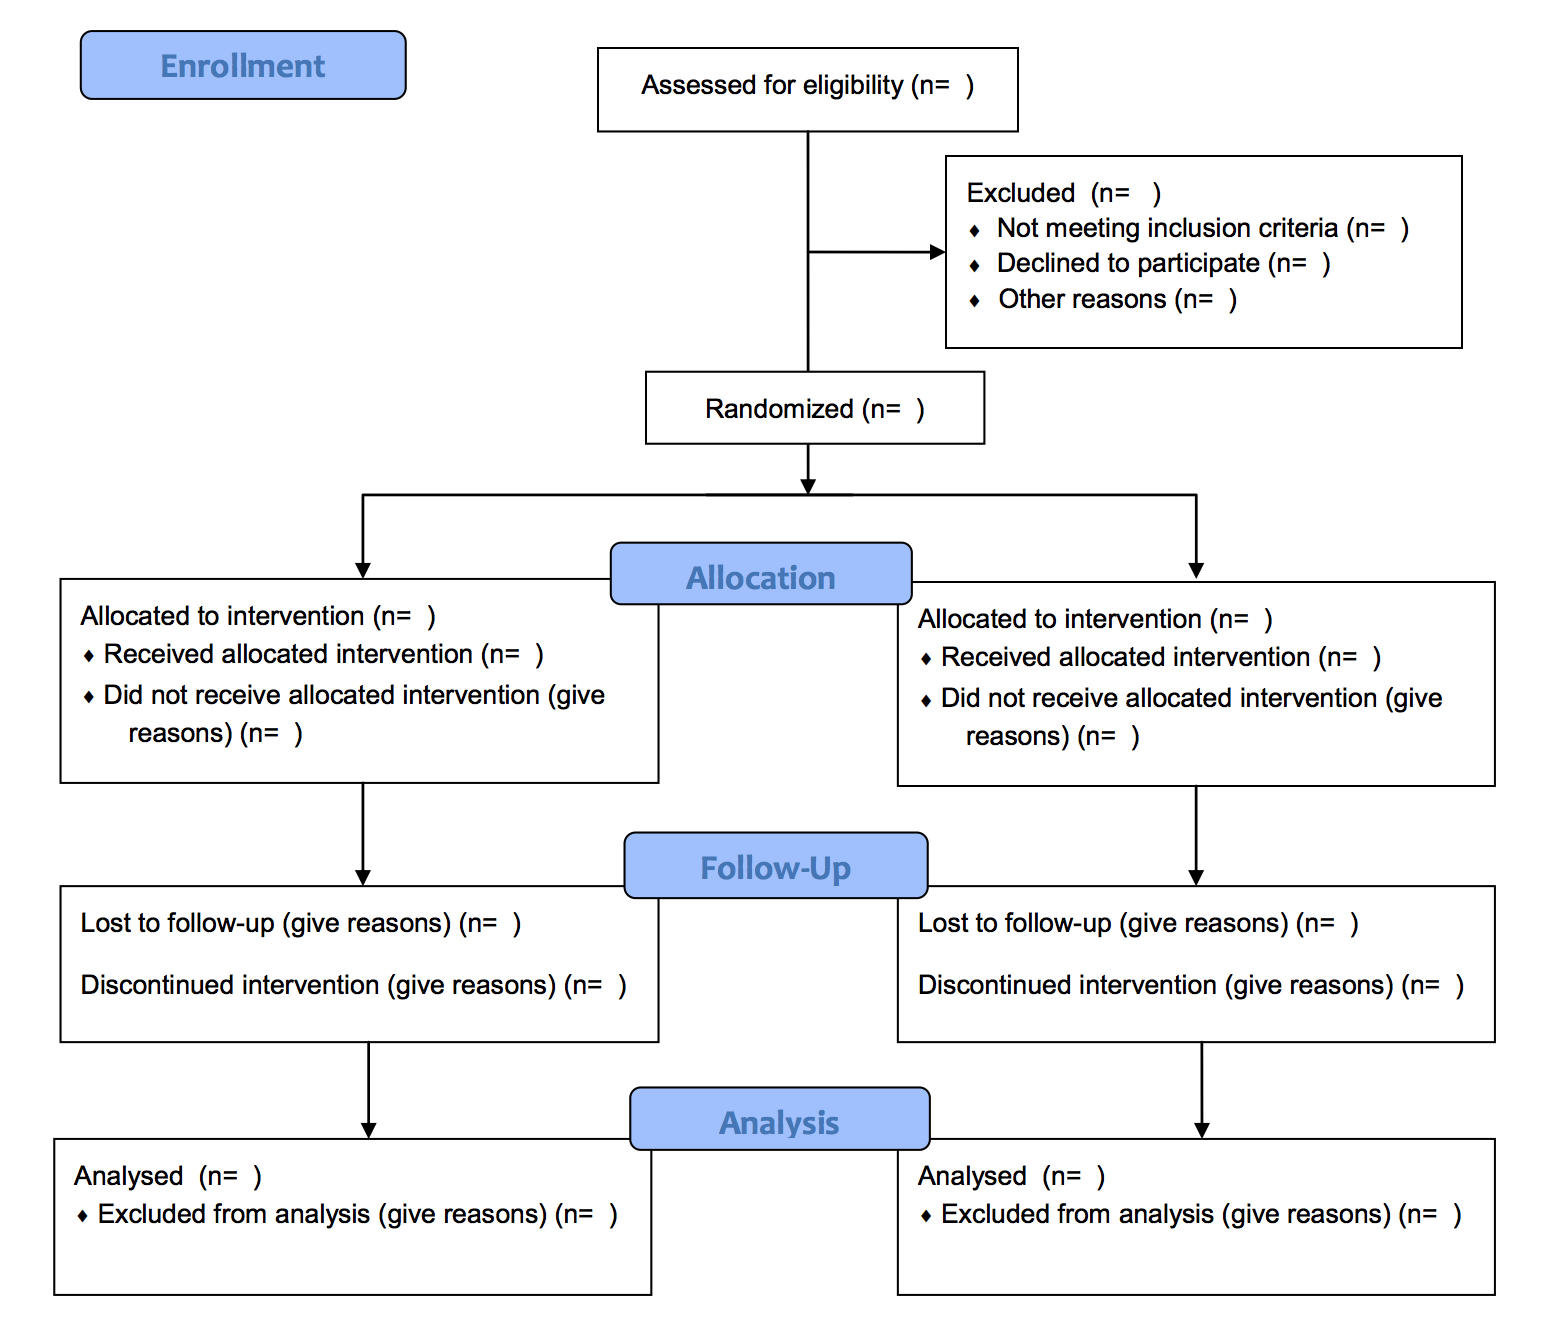 Enrollment
Assessed for eligibility (n=  )
Excluded  (n=   )
♦ Not meeting inclusion criteria (n=  )
♦ Declined to participate (n=  )
♦ Other reasons (n=  )
Randomized (n=  )
Allocation
Allocated to intervention (n=  )
♦ Received allocated intervention (n=  )
♦ Did not receive allocated intervention (give
reasons) (n=  )
Allocated to intervention (n=  )
♦ Received allocated intervention (n=  )
♦ Did not receive allocated intervention (give
reasons) (n=  )
Follow-Up
Lost to follow-up (give reasons) (n=  )
Discontinued intervention (give reasons) (n=  )
Lost to follow-up (give reasons) (n=  )
Discontinued intervention (give reasons) (n=  )
Analysis
Analysed  (n=  )
♦ Excluded from analysis (give reasons) (n=  )
Analysed  (n=  )
♦ Excluded from analysis (give reasons) (n=  )